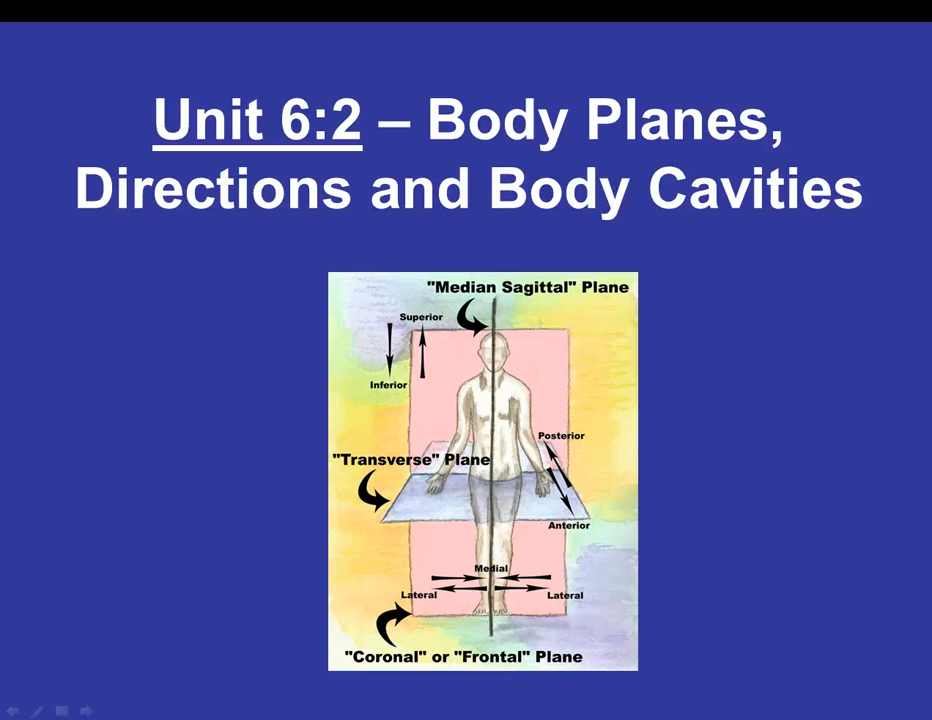 Unit 6:2 – Body Planes,
Directions and Body Cavities
"Median Sagittal" Plane
Superior
Inferior
Posterior
"Transverse" Plane
Anterior
Medial
Lateral
Lateral
"Coronal" or "Frontal" Plane